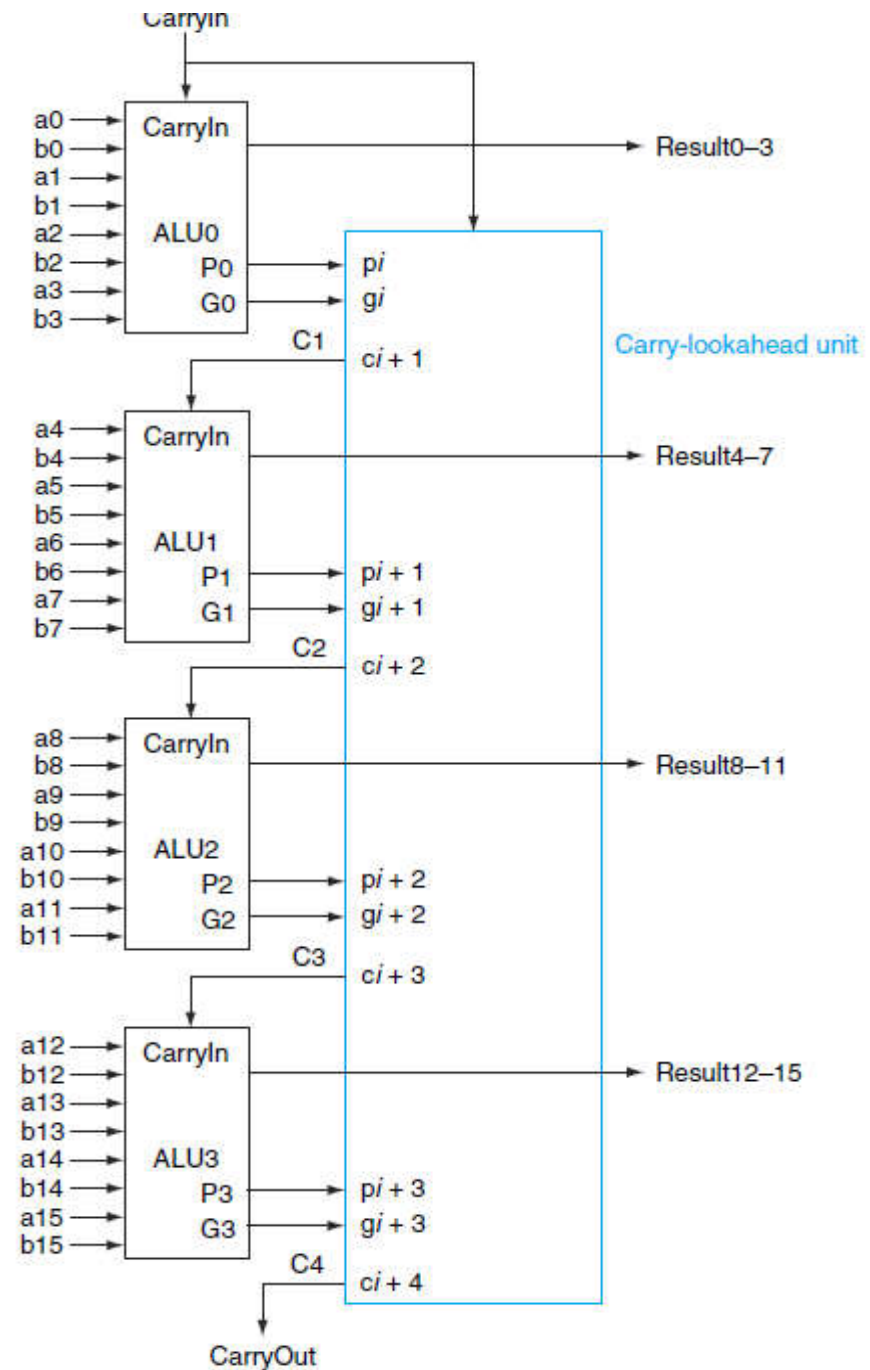 CarryIn
a0
b0
a1
b1
a2
b2
a3
b3
CarryIn
ALU0
P0
G0
Result0–3
pi
gi
C1
ci + 1
Carry-lookahead unit
a4
b4
a5
b5
a6
b6
a7
b7
CarryIn
ALU1
P1
G1
Result4–7
pi + 1
gi + 1
C2
ci + 2
a8
b8
a9
b9
a10
b10
a11
b11
CarryIn
ALU2
P2
G2
Result8–11
pi + 2
gi + 2
C3
ci + 3
a12
b12
a13
b13
a14
b14
a15
b15
CarryIn
ALU3
P3
G3
Result12–15
pi + 3
gi + 3
C4
ci + 4
CarryOut